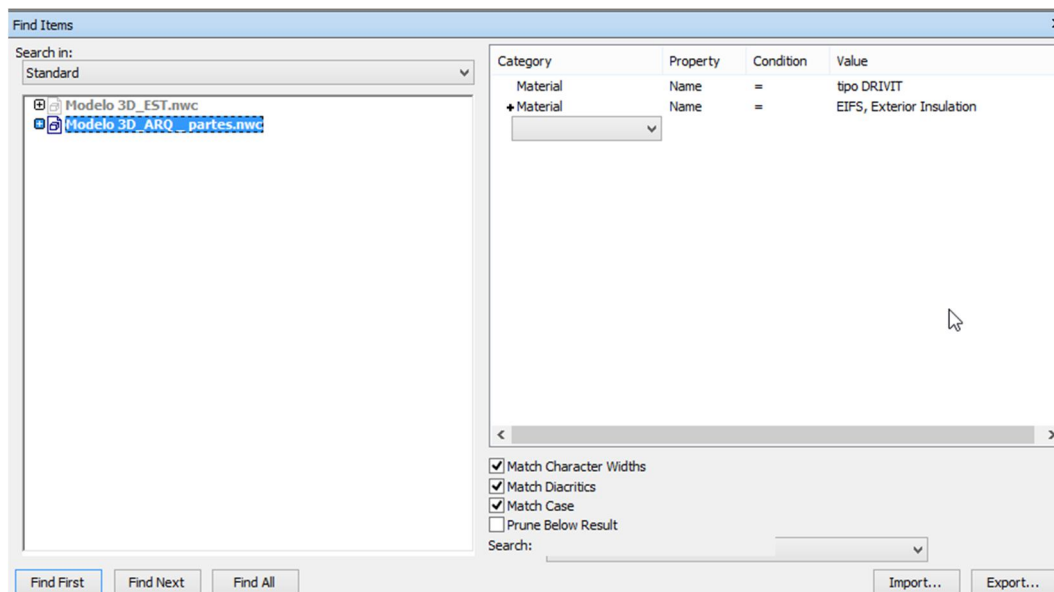 Find Items
Search in:
Standard
Modelo 3D_EST.nwc
Modelo 3D_ARQ_ partes.nwc
Category Property Condition Value
Material Name = tipo DRIVIT
+Material Name = EIFS, Exterior Insulation
Match Character Widths
Match Diacritics
Match Case
Prune Below Result
Search:
Find First Find Next Find All Import... Export...